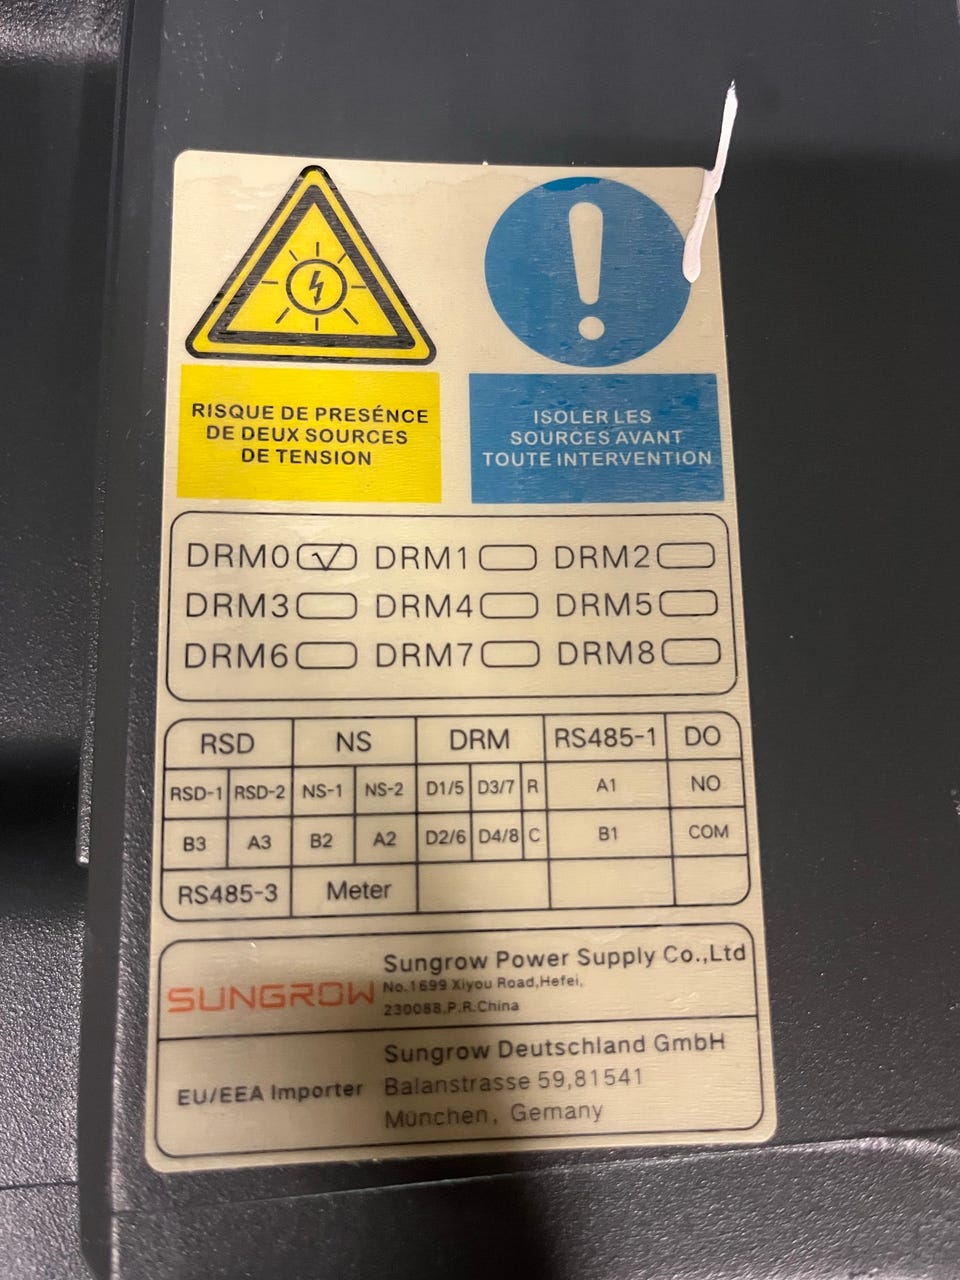 RISQUE DE PRESÉNCE
DE DEUX SOURCES
DE TENSION
ISOLER LES
SOURCES AVANT
TOUTE INTERVENTION
DRM0 ✓ DRM1 DRM2
DRM3 DRM4 DRM5
DRM6 DRM7 DRM8
RSD NS DRM RS485-1 DO
RSD-1 RSD-2 NS-1 NS-2 D1/5 D3/7 R A1 NO
B3 A3 B2 A2 D2/6 D4/8 C B1 COM
RS485-3 Meter
SUNGROW
Sungrow Power Supply Co.,Ltd
No.1699 Xiyou Road,Hefei,
230088,P.R.China
EU/EEA Importer
Sungrow Deutschland GmbH
Balanstrasse 59,81541
München, Gemany